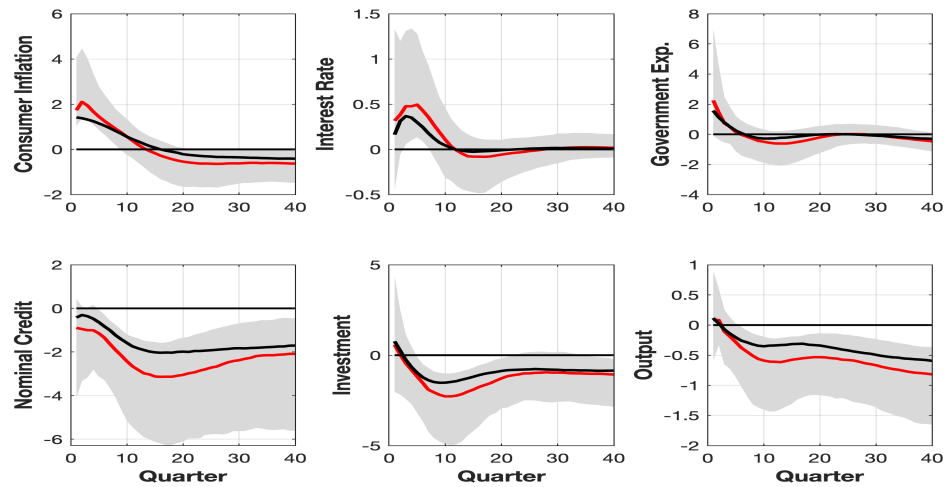 Consumer Inflation
6
4
2
0
-2
0 10 20 30 40
Interest Rate
1.5
1
0.5
0
-0.5
0 10 20 30 40
Government Exp.
8
6
4
2
0
-2
-4
0 10 20 30 40
Nominal Credit
2
0
-2
-4
-6
0 10 20 30 40
Quarter
Investment
5
0
-5
0 10 20 30 40
Quarter
Output
1
0.5
0
-0.5
-1
-1.5
-2
0 10 20 30 40
Quarter